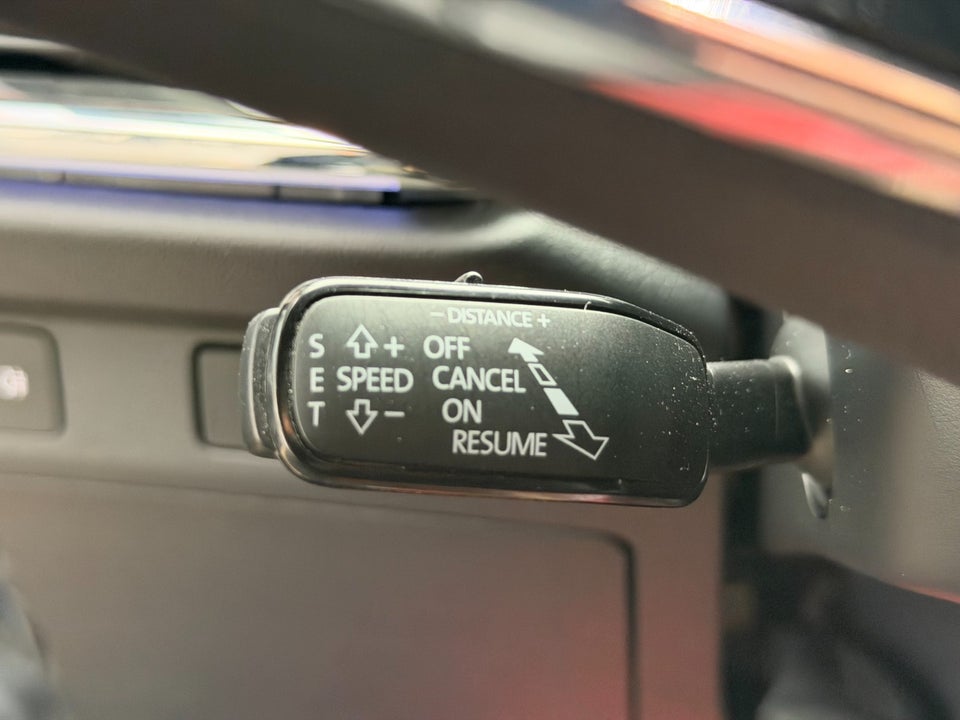 - DISTANCE +
S + OFF
E SPEED CANCEL
T - ON
RESUME